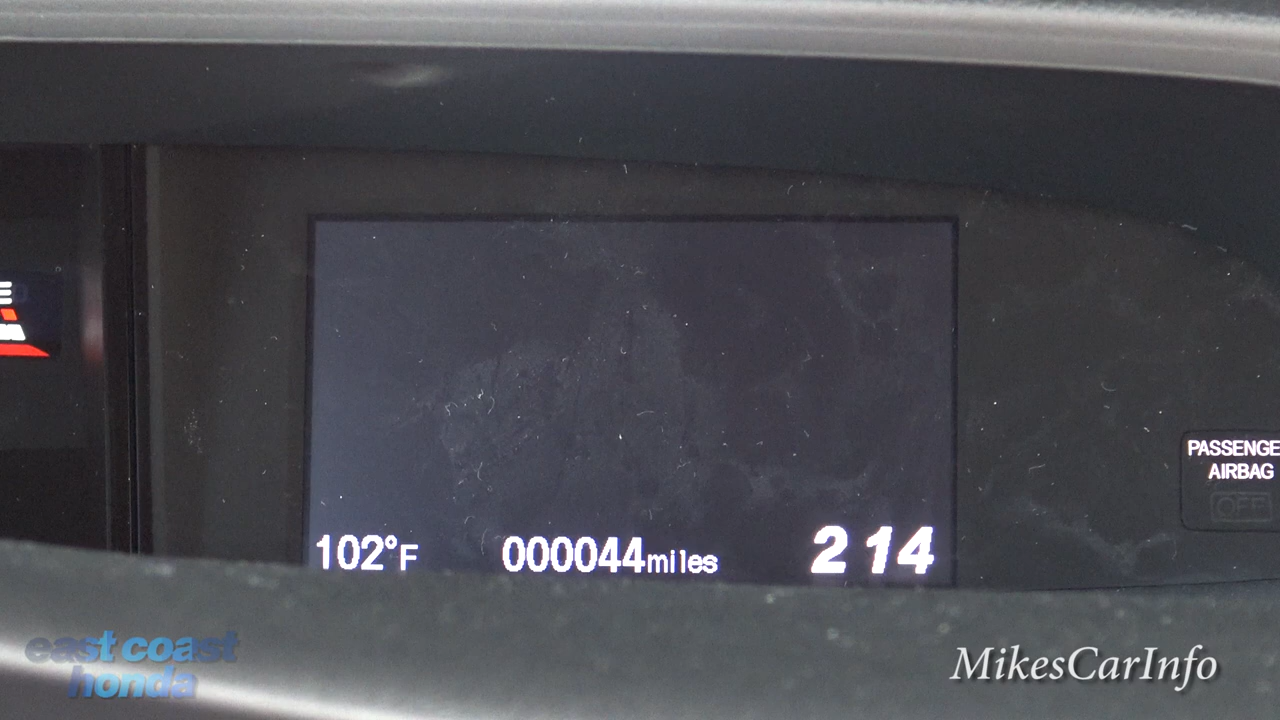 102°F 000044miles 2 14
PASSENGE
AIRBAG
OFF
east coast
honda
MikesCarInfo